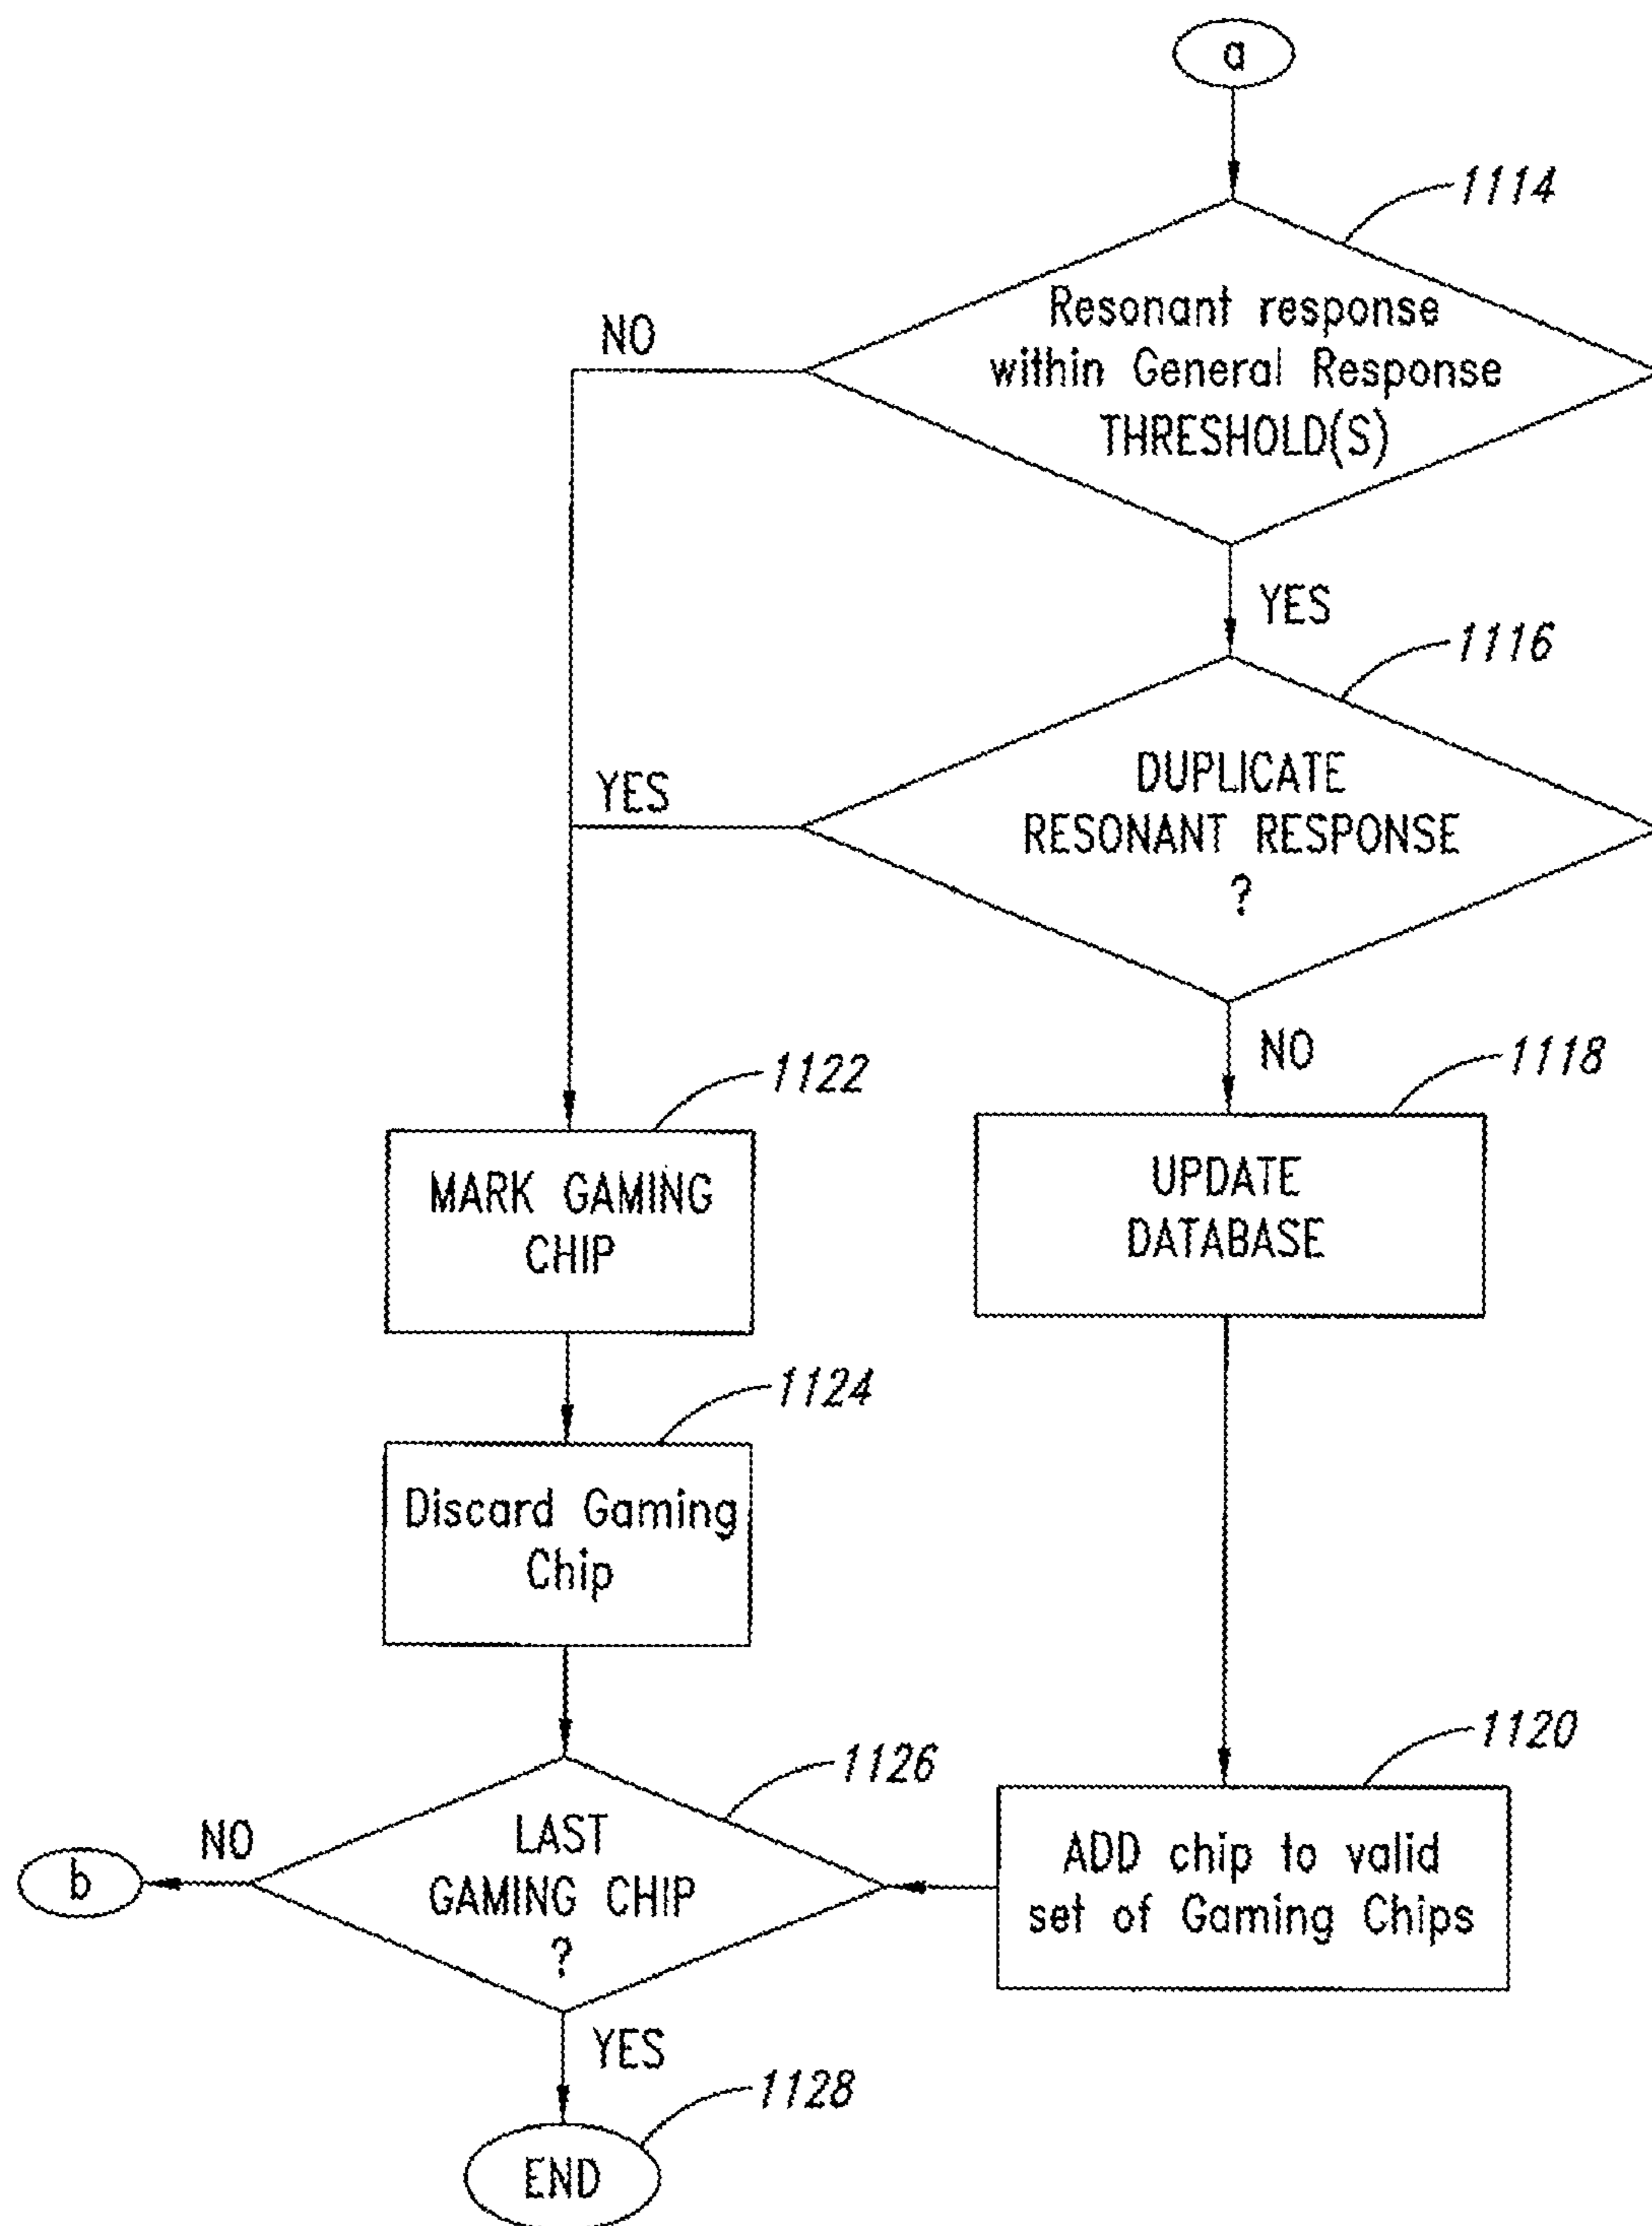 a
1114
Resonant response
within General Response
THRESHOLD(S)
NO
YES
1116
DUPLICATE
RESONANT RESPONSE
?
YES
NO
1118
1122
MARK GAMING
CHIP
UPDATE
DATABASE
1124
Discard Gaming
Chip
1120
1126
LAST
GAMING CHIP
?
NO
b
ADD chip to valid
set of Gaming Chips
YES
1128
END